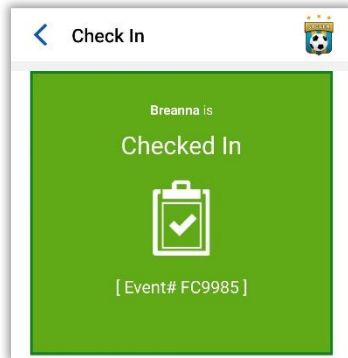 Check In
Breanna is
Checked In
[ Event# FC9985 ]